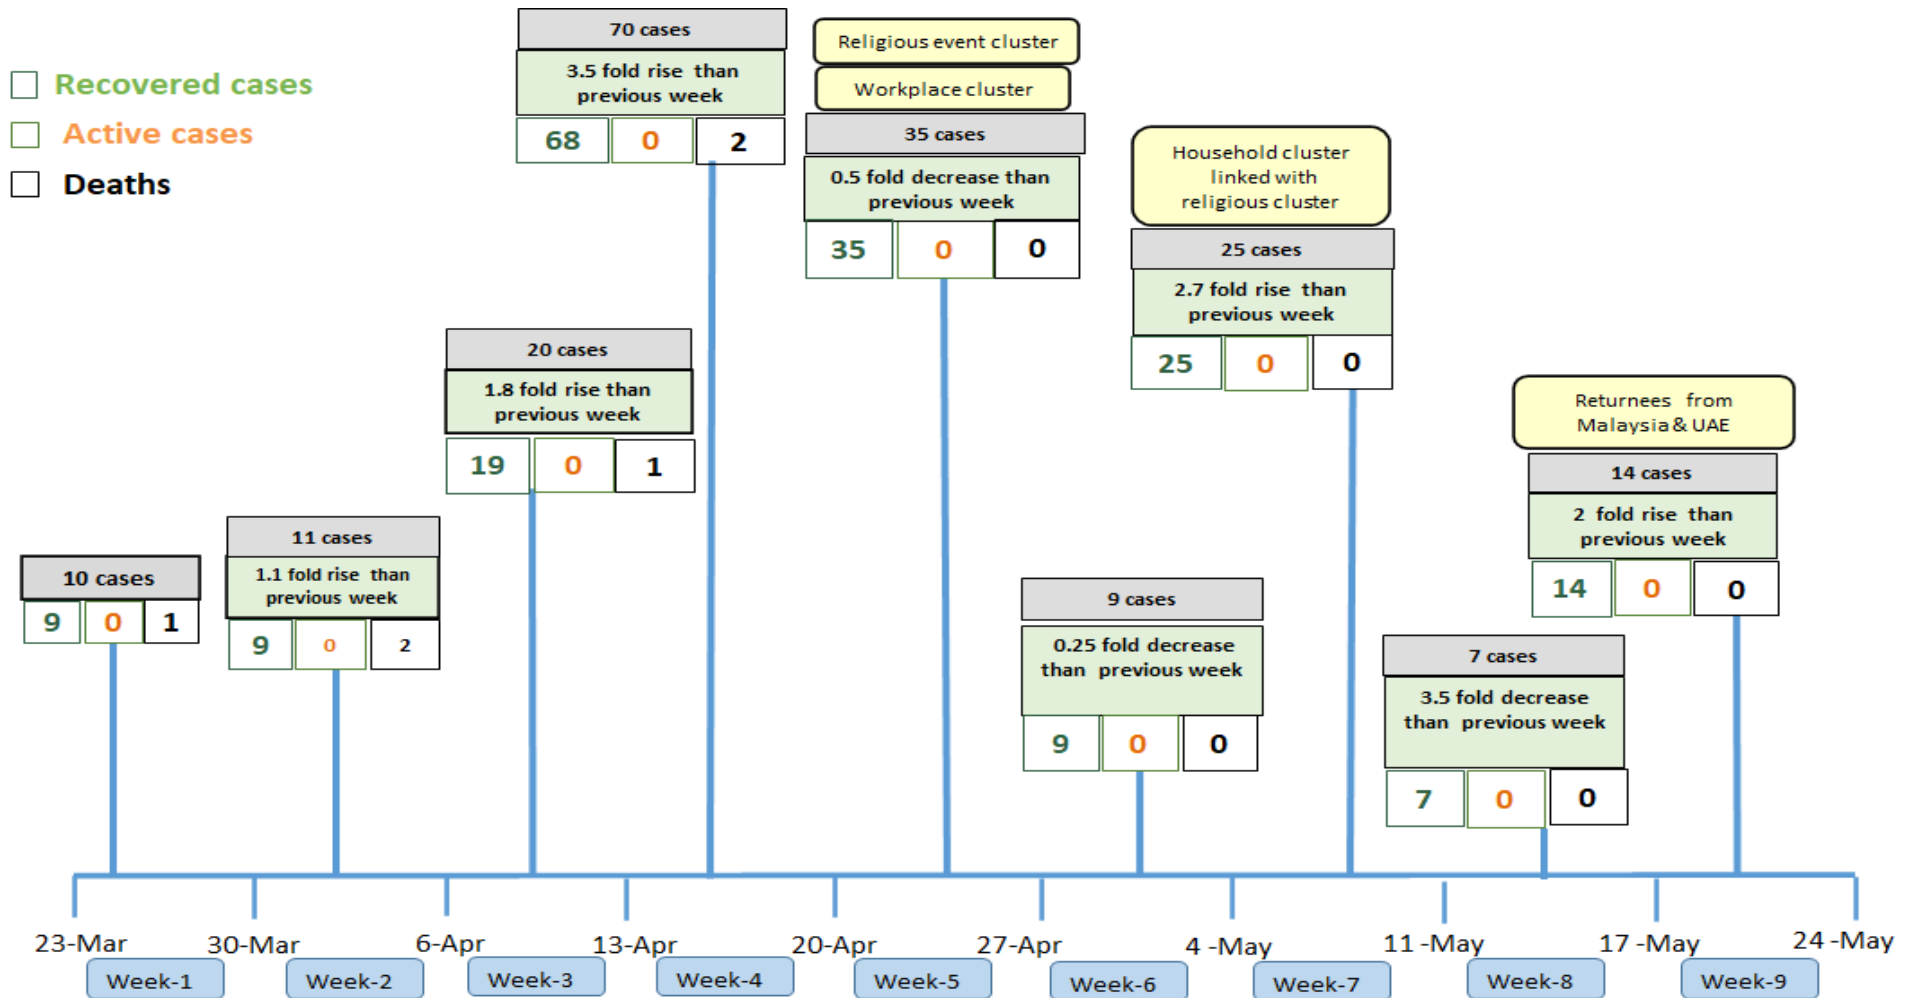 Recovered cases
Active cases
Deaths
10 cases
9 0 1
11 cases
1.1 fold rise than
previous week
9 0 2
20 cases
1.8 fold rise than
previous week
19 0 1
70 cases
3.5 fold rise than
previous week
68 0 2
Religious event cluster
Workplace cluster
35 cases
0.5 fold decrease than
previous week
35 0 0
9 cases
0.25 fold decrease
than previous week
9 0 0
Household cluster
linked with
religious cluster
25 cases
2.7 fold rise than
previous week
25 0 0
7 cases
3.5 fold decrease
than previous week
7 0 0
Returnees from
Malaysia & UAE
14 cases
2 fold rise than
previous week
14 0 0
23-Mar 30-Mar 6-Apr 13-Apr 20-Apr 27-Apr 4 -May 11 -May 17 -May 24 -May
Week-1 Week-2 Week-3 Week-4 Week-5 Week-6 Week-7 Week-8 Week-9